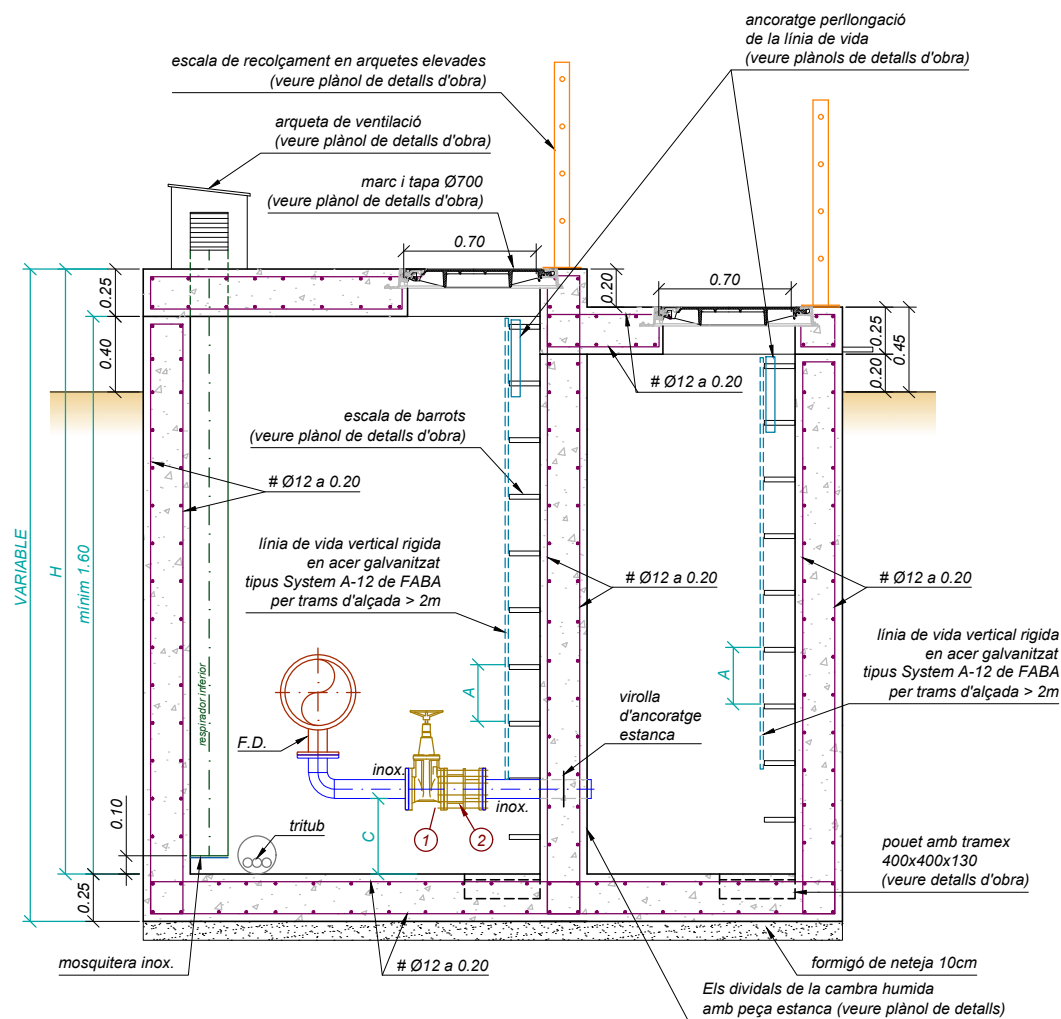 ancoratge perllongació
de la línia de vida
(veure plànols de detalls d'obra)
escala de recolçament en arquetes elevades
(veure plànol de detalls d'obra)
arqueta de ventilació
(veure plànol de detalls d'obra)
marc i tapa Ø700
(veure plànol de detalls d'obra)
0.70
0.70
0.25
0.40
0.20
0.25
0.20
0.45
# Ø12 a 0.20
escala de barrots
(veure plànol de detalls d'obra)
# Ø12 a 0.20
VARIABLE
H
mínim 1.60
línia de vida vertical rigida
en acer galvanitzat
tipus System A-12 de FABA
per trams d'alçada > 2m
# Ø12 a 0.20
# Ø12 a 0.20
línia de vida vertical rigida
en acer galvanitzat
tipus System A-12 de FABA
per trams d'alçada > 2m
A
A
respirador inferior
F.D.
virolla
d'ancoratge
estanca
inox.
inox.
0.10
tritub
C
1
2
pouet amb tramex
400x400x130
(veure detalls d'obra)
0.25
mosquitera inox.
# Ø12 a 0.20
formigó de neteja 10cm
Els dividals de la cambra humida
amb peça estanca (veure plànol de detalls)